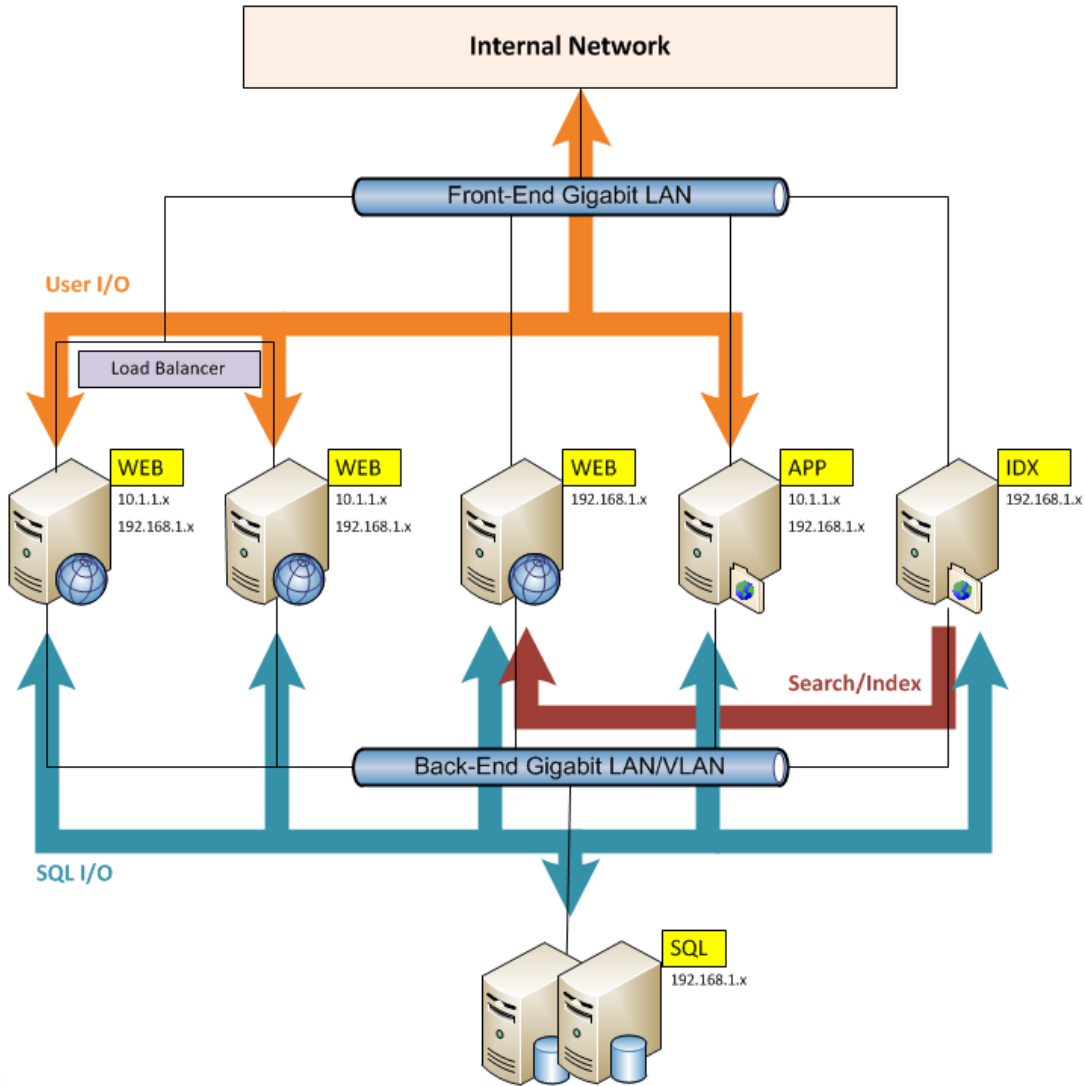 Internal Network
Front-End Gigabit LAN
User I/O
Load Balancer
WEB
10.1.1.x
192.168.1.x
WEB
10.1.1.x
192.168.1.x
WEB
192.168.1.x
APP
10.1.1.x
192.168.1.x
IDX
192.168.1.x
Search/Index
Back-End Gigabit LAN/VLAN
SQL I/O
SQL
192.168.1.x